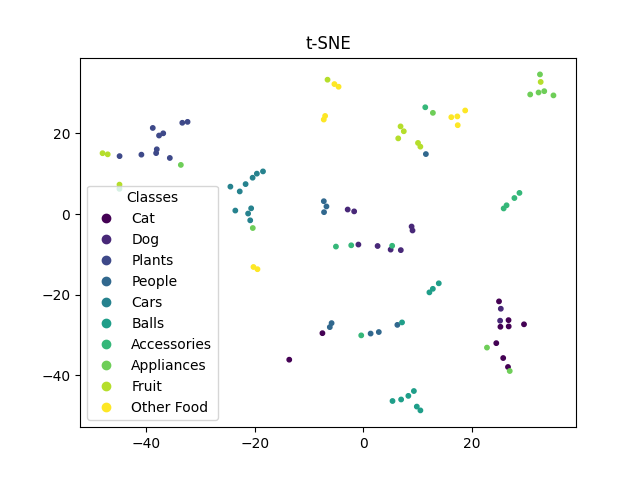 t-SNE
20
0
−20
−40
Classes
Cat
Dog
Plants
People
Cars
Balls
Accessories
Appliances
Fruit
Other Food
−40
−20
0
20